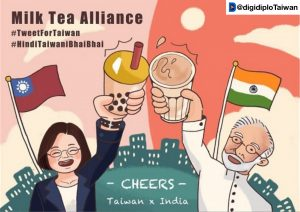 @digidiploTaiwan
Milk Tea Alliance
#TweetForTaiwan
#HindiTaiwaniBhaiBhai
- CHEERS -
Taiwan x India